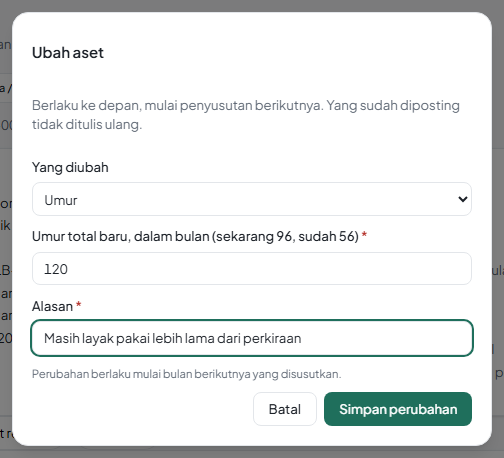 Ubah aset
Berlaku ke depan, mulai penyusutan berikutnya. Yang sudah diposting
tidak ditulis ulang.
Yang diubah
Umur
Umur total baru, dalam bulan (sekarang 96, sudah 56) *
120
Alasan *
Masih layak pakai lebih lama dari perkiraan
Perubahan berlaku mulai bulan berikutnya yang disusutkan.
Batal
Simpan perubahan